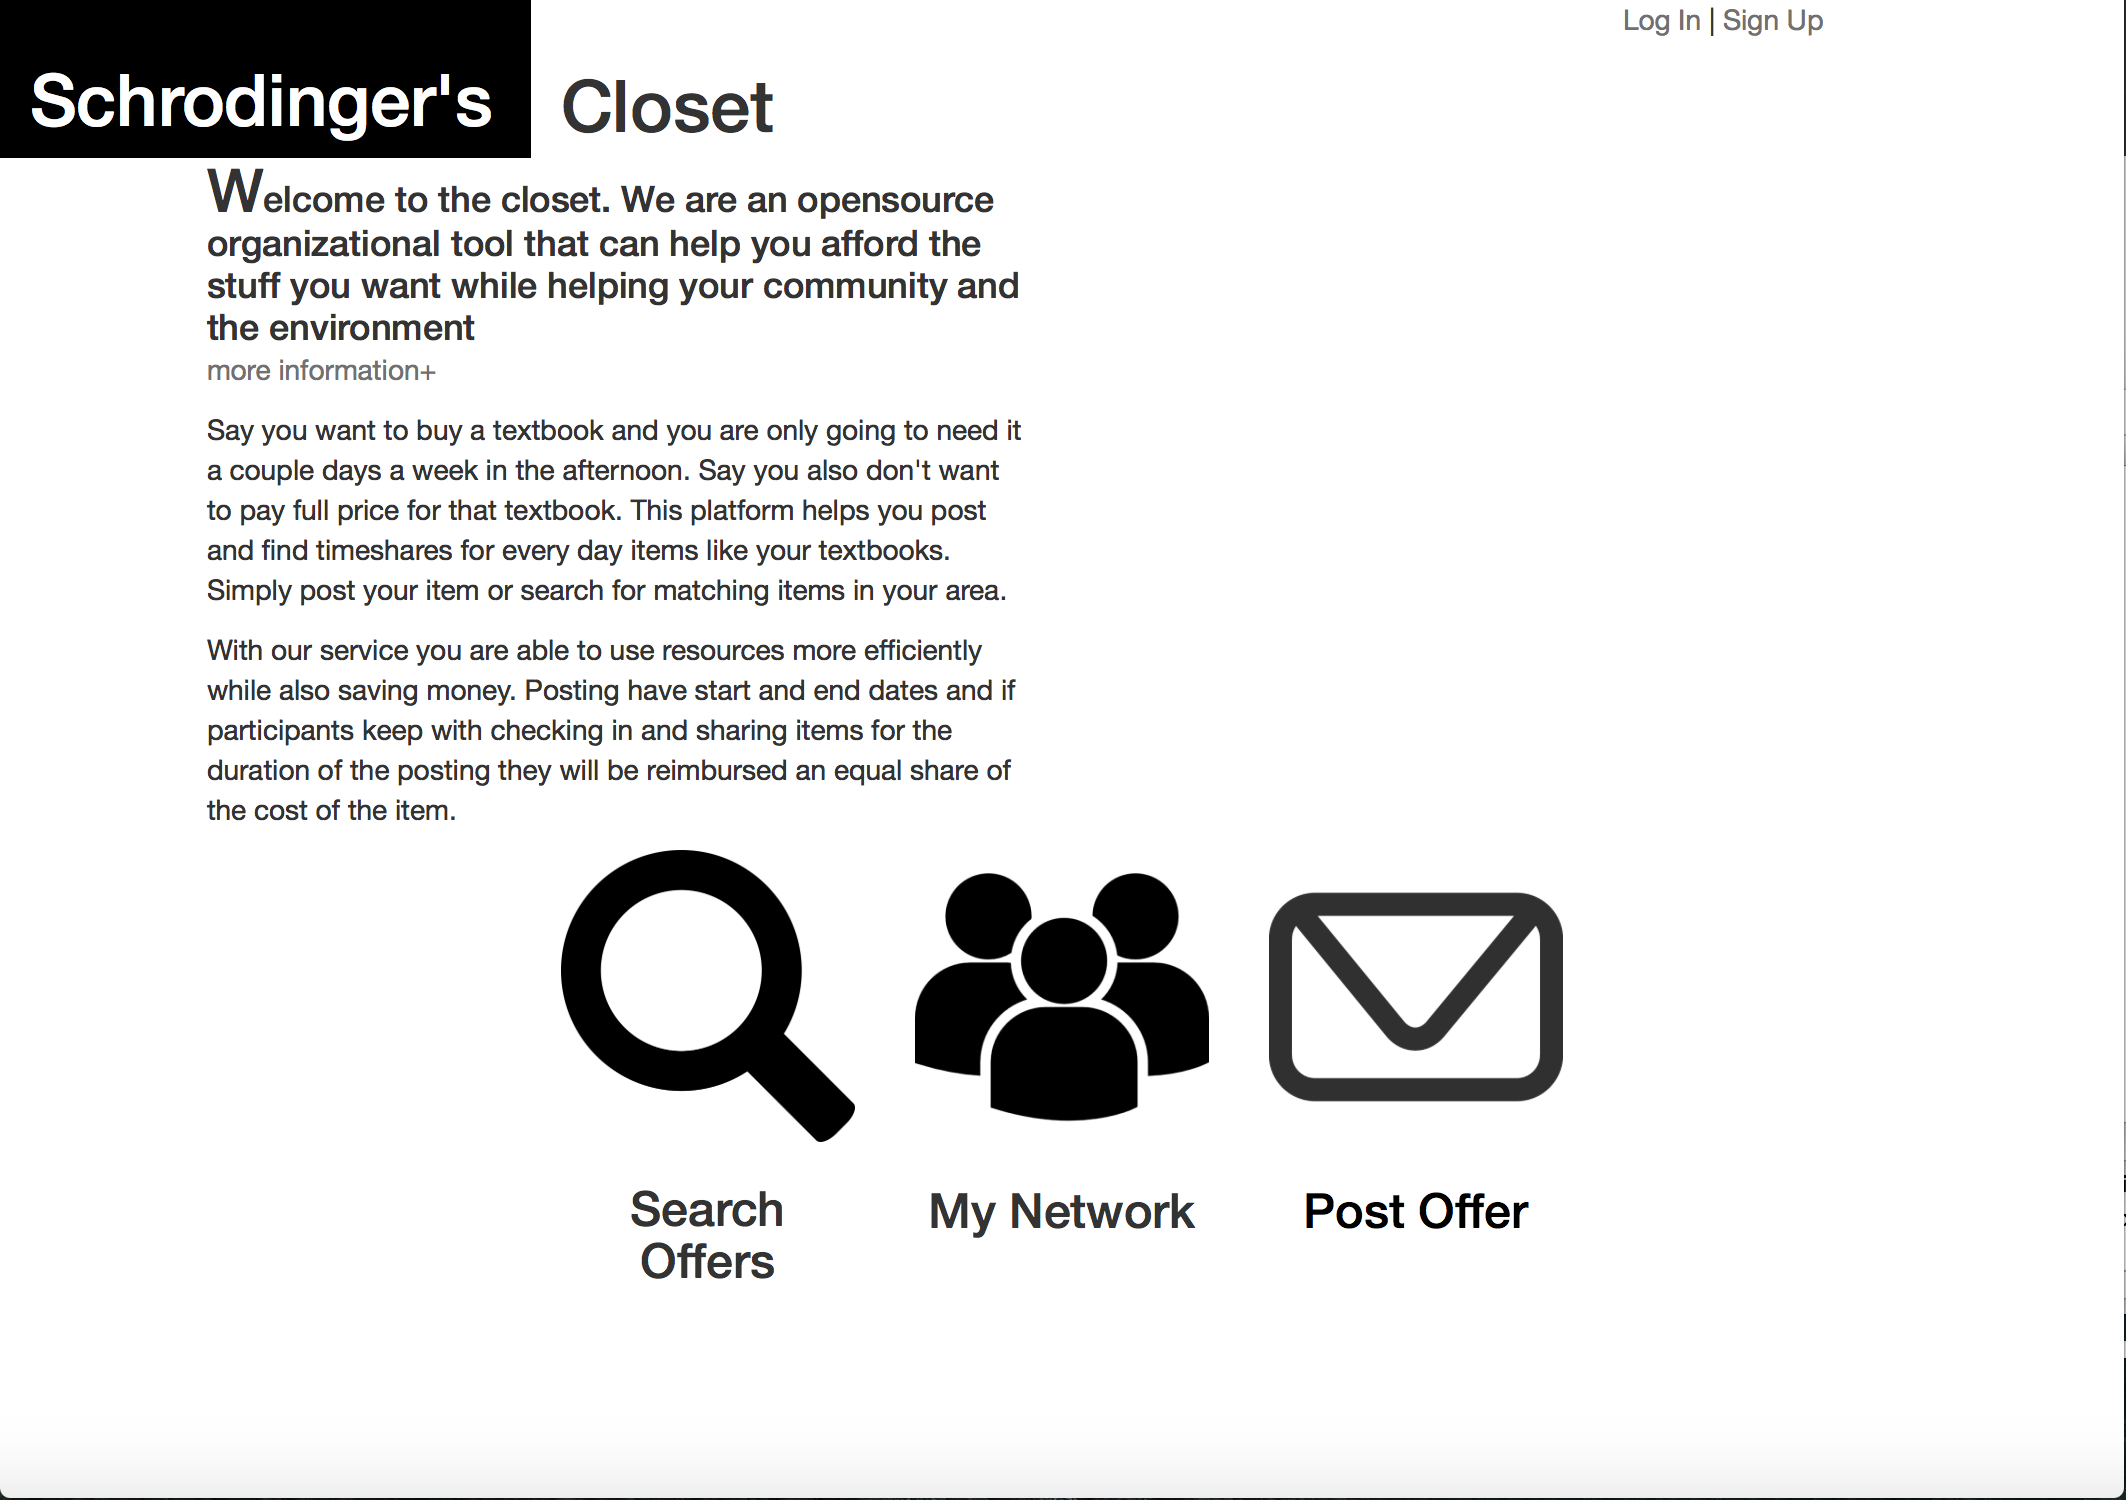 Log In | Sign Up
Schrodinger's Closet
Welcome to the closet. We are an opensource
organizational tool that can help you afford the
stuff you want while helping your community and
the environment
more information+
Say you want to buy a textbook and you are only going to need it
a couple days a week in the afternoon. Say you also don't want
to pay full price for that textbook. This platform helps you post
and find timeshares for every day items like your textbooks.
Simply post your item or search for matching items in your area.
With our service you are able to use resources more efficiently
while also saving money. Posting have start and end dates and if
participants keep with checking in and sharing items for the
duration of the posting they will be reimbursed an equal share of
the cost of the item.
Search
Offers
My Network
Post Offer